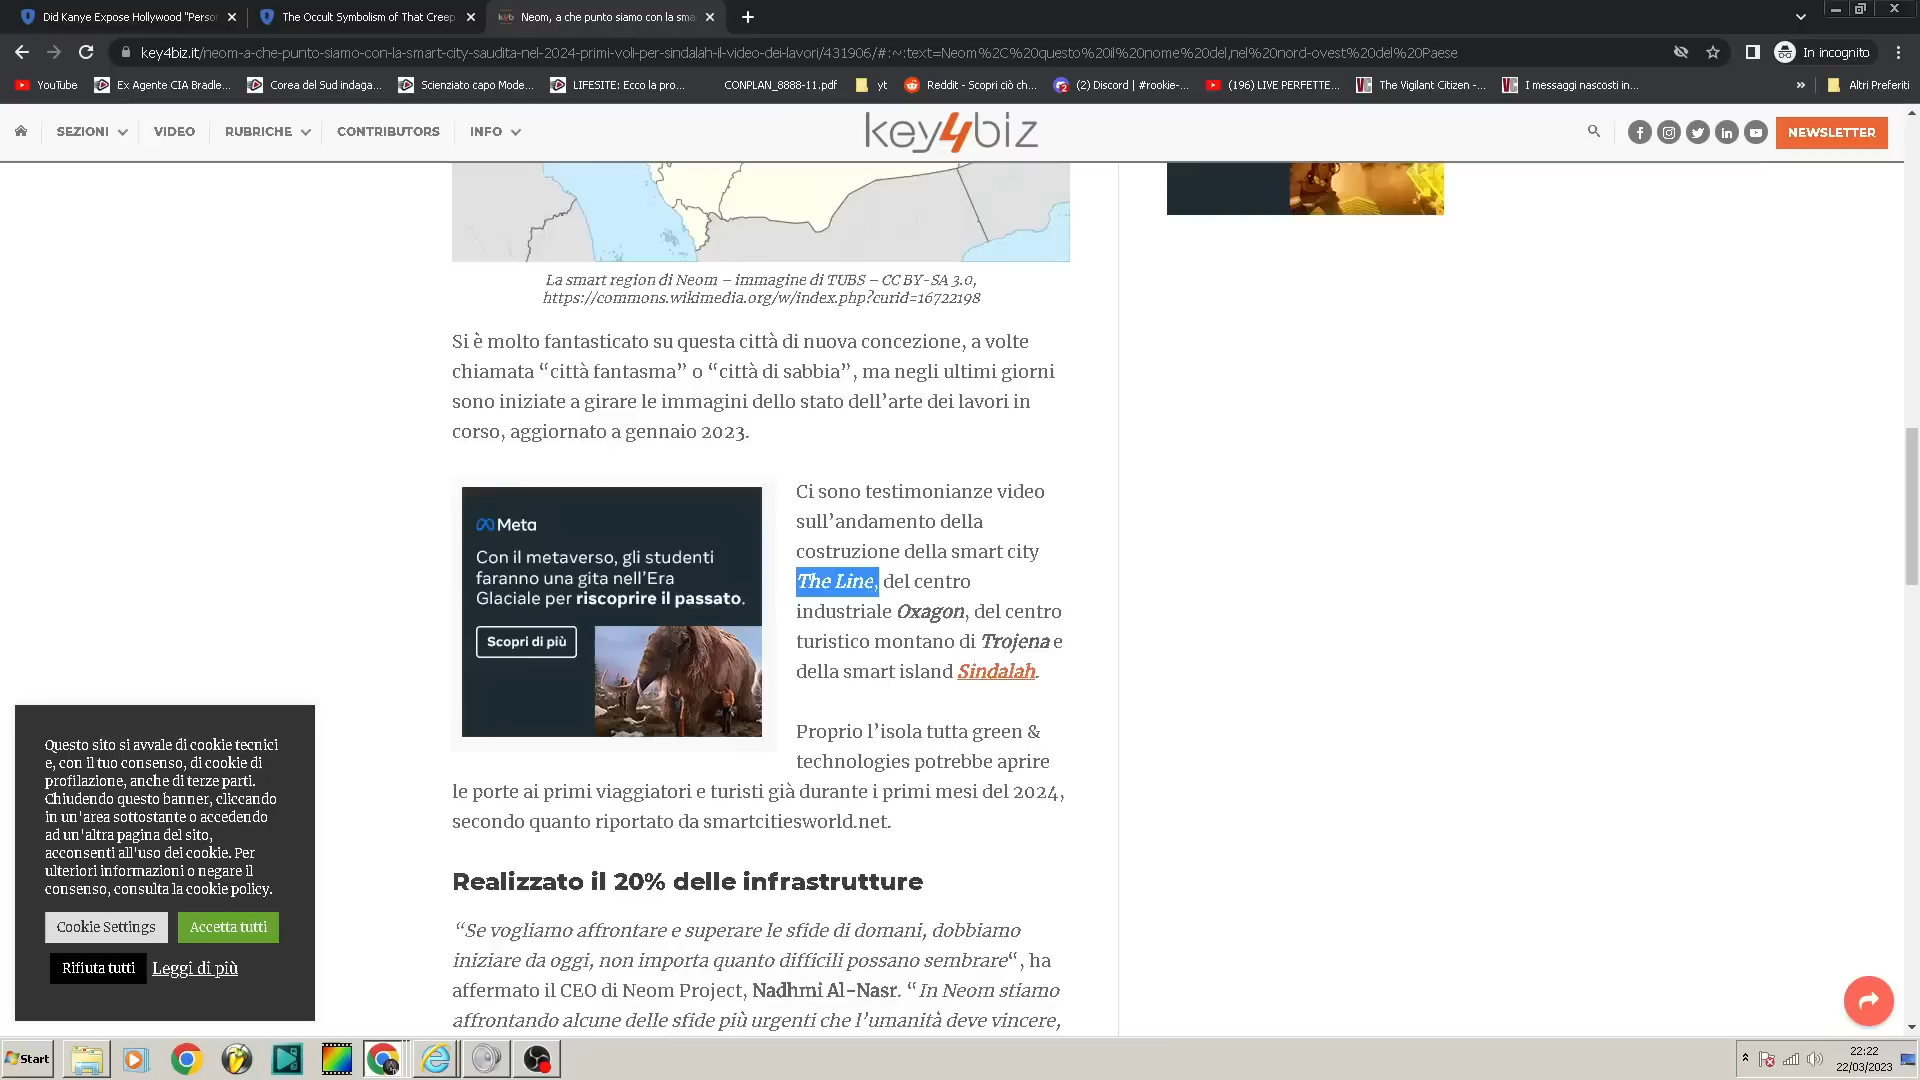 Did Kanye Expose Hollywood "Perso
The Occult Symbolism of That Creep
Neom, a che punto siamo con la sma
key4biz.it/neom-a-che-punto-siamo-con-la-smart-city-saudita-nel-2024-primi-voli-per-sindalah-il-video-dei-lavori/431906/#:~:text=Neom%2C%20questo%20il%20nome%20del,nel%20nord-ovest%20del%20Paese
In incognito
YouTube
Ex Agente CIA Bradle...
Corea del Sud indaga...
Scienziato capo Mode...
LIFESITE: Ecco la pro...
CONPLAN_8888-11.pdf
yt
Reddit - Scopri ciò ch...
(2) Discord | #rookie-...
(196) LIVE PERFETTE...
The Vigilant Citizen -...
I messaggi nascosti in...
»
Altri Preferiti
SEZIONI
VIDEO
RUBRICHE
CONTRIBUTORS
INFO
key4biz
NEWSLETTER
La smart region di Neom – immagine di TUBS – CC BY-SA 3.0,
https://commons.wikimedia.org/w/index.php?curid=16722198
Si è molto fantasticato su questa città di nuova concezione, a volte
chiamata “città fantasma” o “città di sabbia”, ma negli ultimi giorni
sono iniziate a girare le immagini dello stato dell’arte dei lavori in
corso, aggiornato a gennaio 2023.
Meta
Con il metaverso, gli studenti
faranno una gita nell’Era
Glaciale per riscoprire il passato.
Scopri di più
Ci sono testimonianze video
sull’andamento della
costruzione della smart city
The Line, del centro
industriale Oxagon, del centro
turistico montano di Trojena e
della smart island Sindalah.
Proprio l’isola tutta green &
technologies potrebbe aprire
le porte ai primi viaggiatori e turisti già durante i primi mesi del 2024,
secondo quanto riportato da smartcitiesworld.net.
Realizzato il 20% delle infrastrutture
“Se vogliamo affrontare e superare le sfide di domani, dobbiamo
iniziare da oggi, non importa quanto difficili possano sembrare“, ha
affermato il CEO di Neom Project, Nadhmi Al-Nasr. “In Neom stiamo
affrontando alcune delle sfide più urgenti che l’umanità deve vincere,
Questo sito si avvale di cookie tecnici
e, con il tuo consenso, di cookie di
profilazione, anche di terze parti.
Chiudendo questo banner, cliccando
in un'area sottostante o accedendo
ad un'altra pagina del sito,
acconsenti all'uso dei cookie. Per
ulteriori informazioni o negare il
consenso, consulta la cookie policy.
Cookie Settings
Accetta tutti
Rifiuta tutti
Leggi di più
Start
22:22
22/03/2023